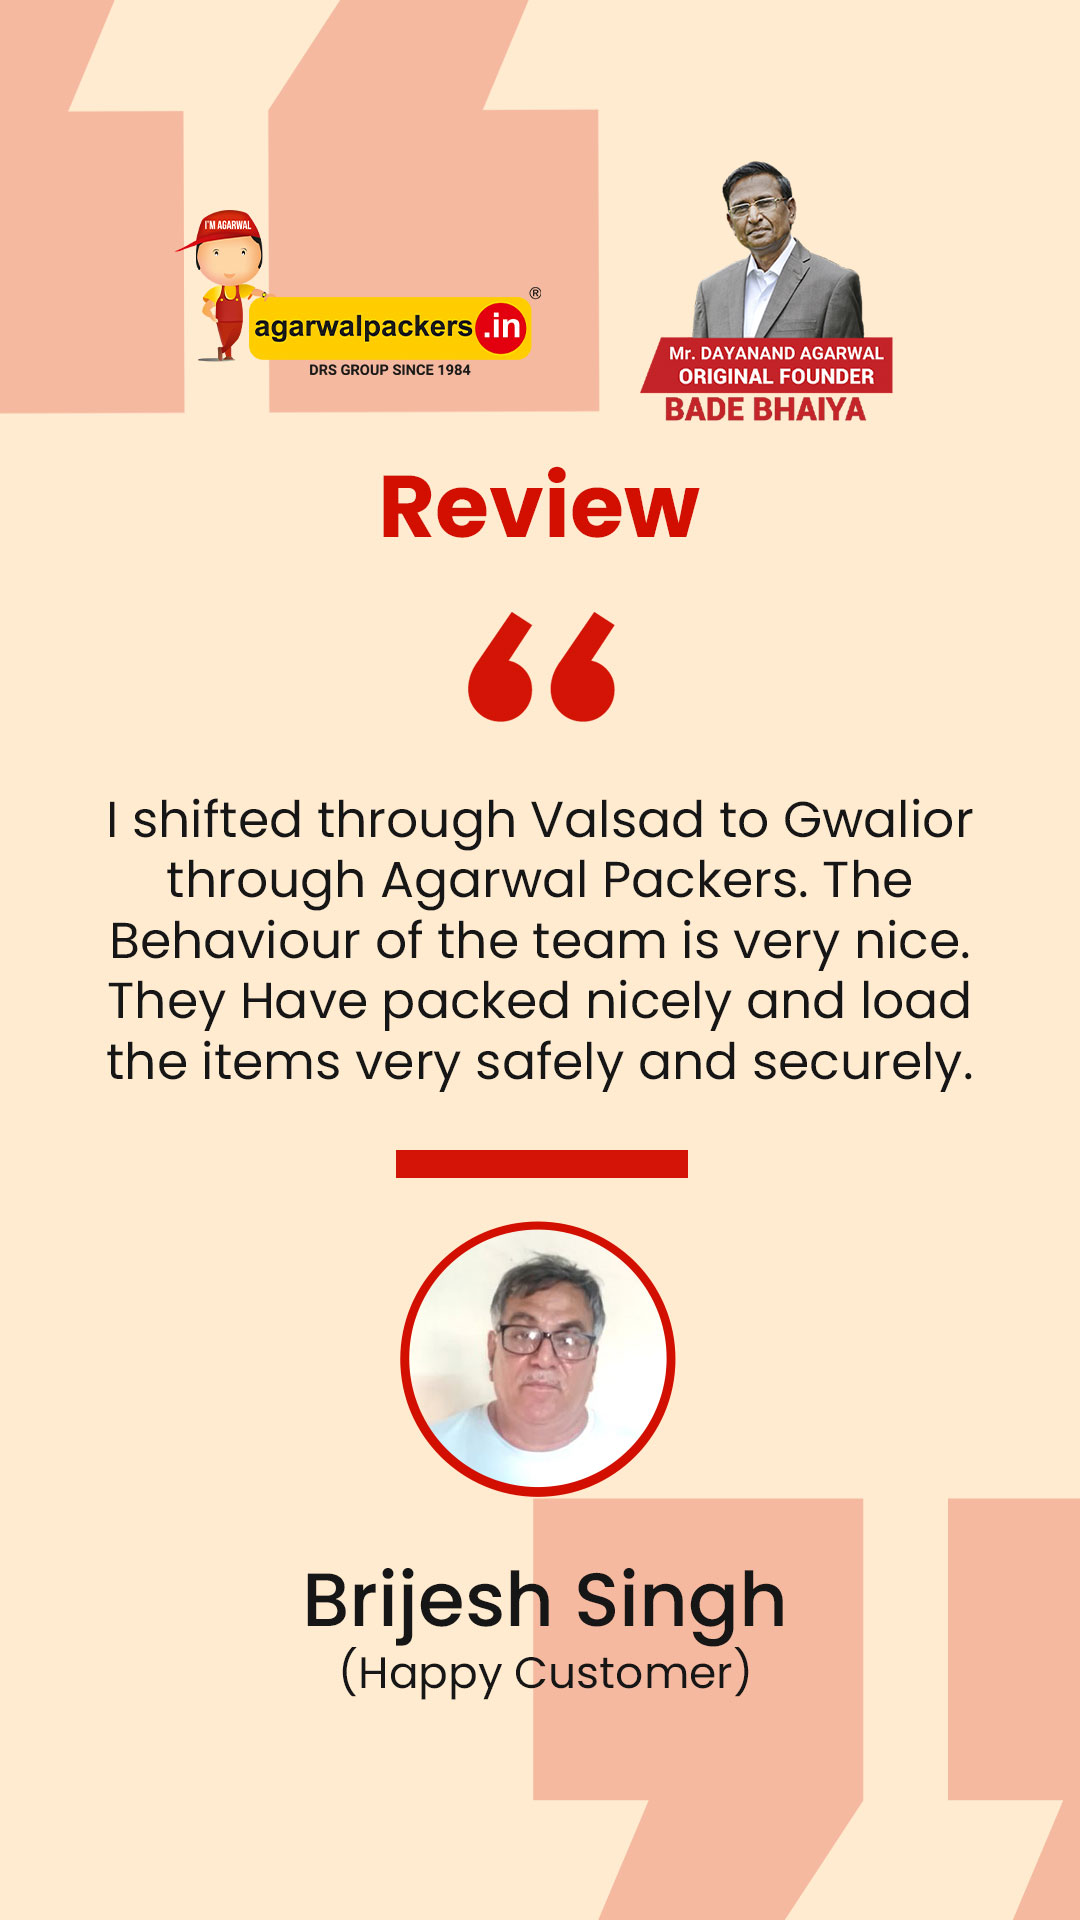 I'M AGARWAL
agarwalpackers.in ®
DRS GROUP SINCE 1984
Mr. DAYANAND AGARWAL
ORIGINAL FOUNDER
BADE BHAIYA
Review
“
I shifted through Valsad to Gwalior
through Agarwal Packers. The
Behaviour of the team is very nice.
They Have packed nicely and load
the items very safely and securely.
Brijesh Singh
(Happy Customer)